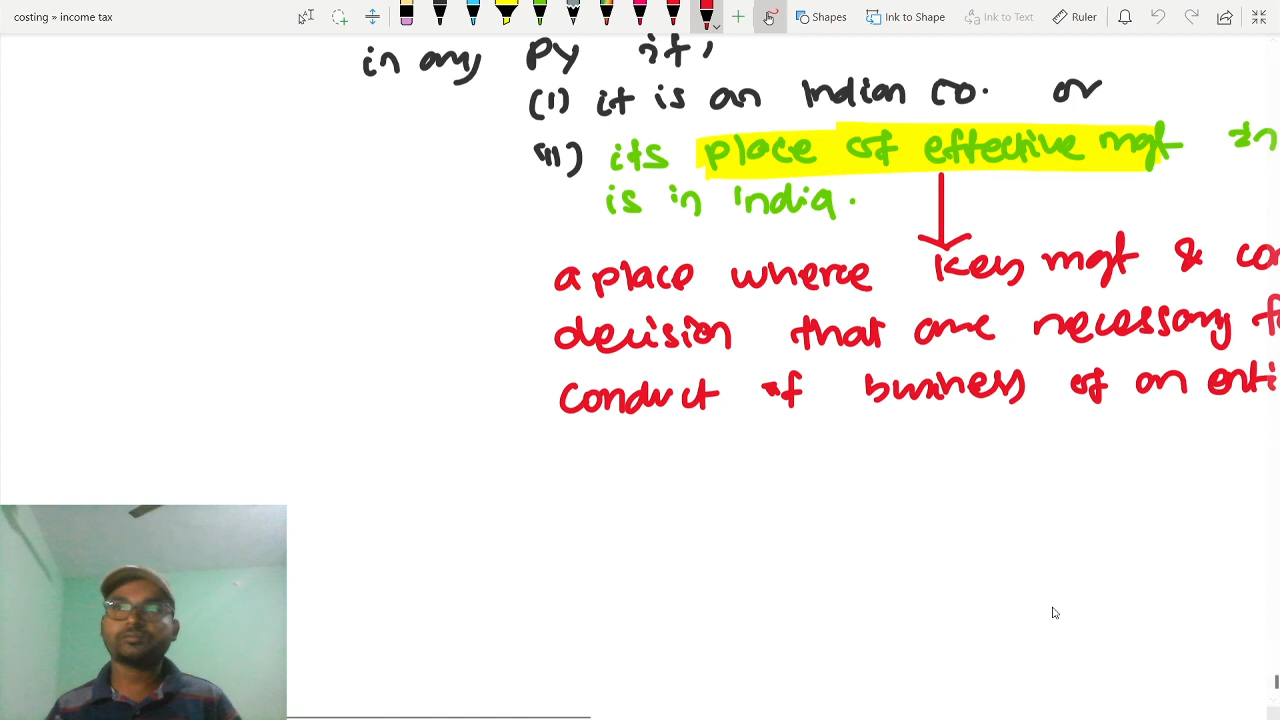 costing » income tax
Shapes Ink to Shape Ink to Text Ruler
in any PY if,
(i) it is an Indian co. or
(ii) its place of effective mgt in
is in India.
a place where key mgt &
decision that are necessary
conduct of business of an